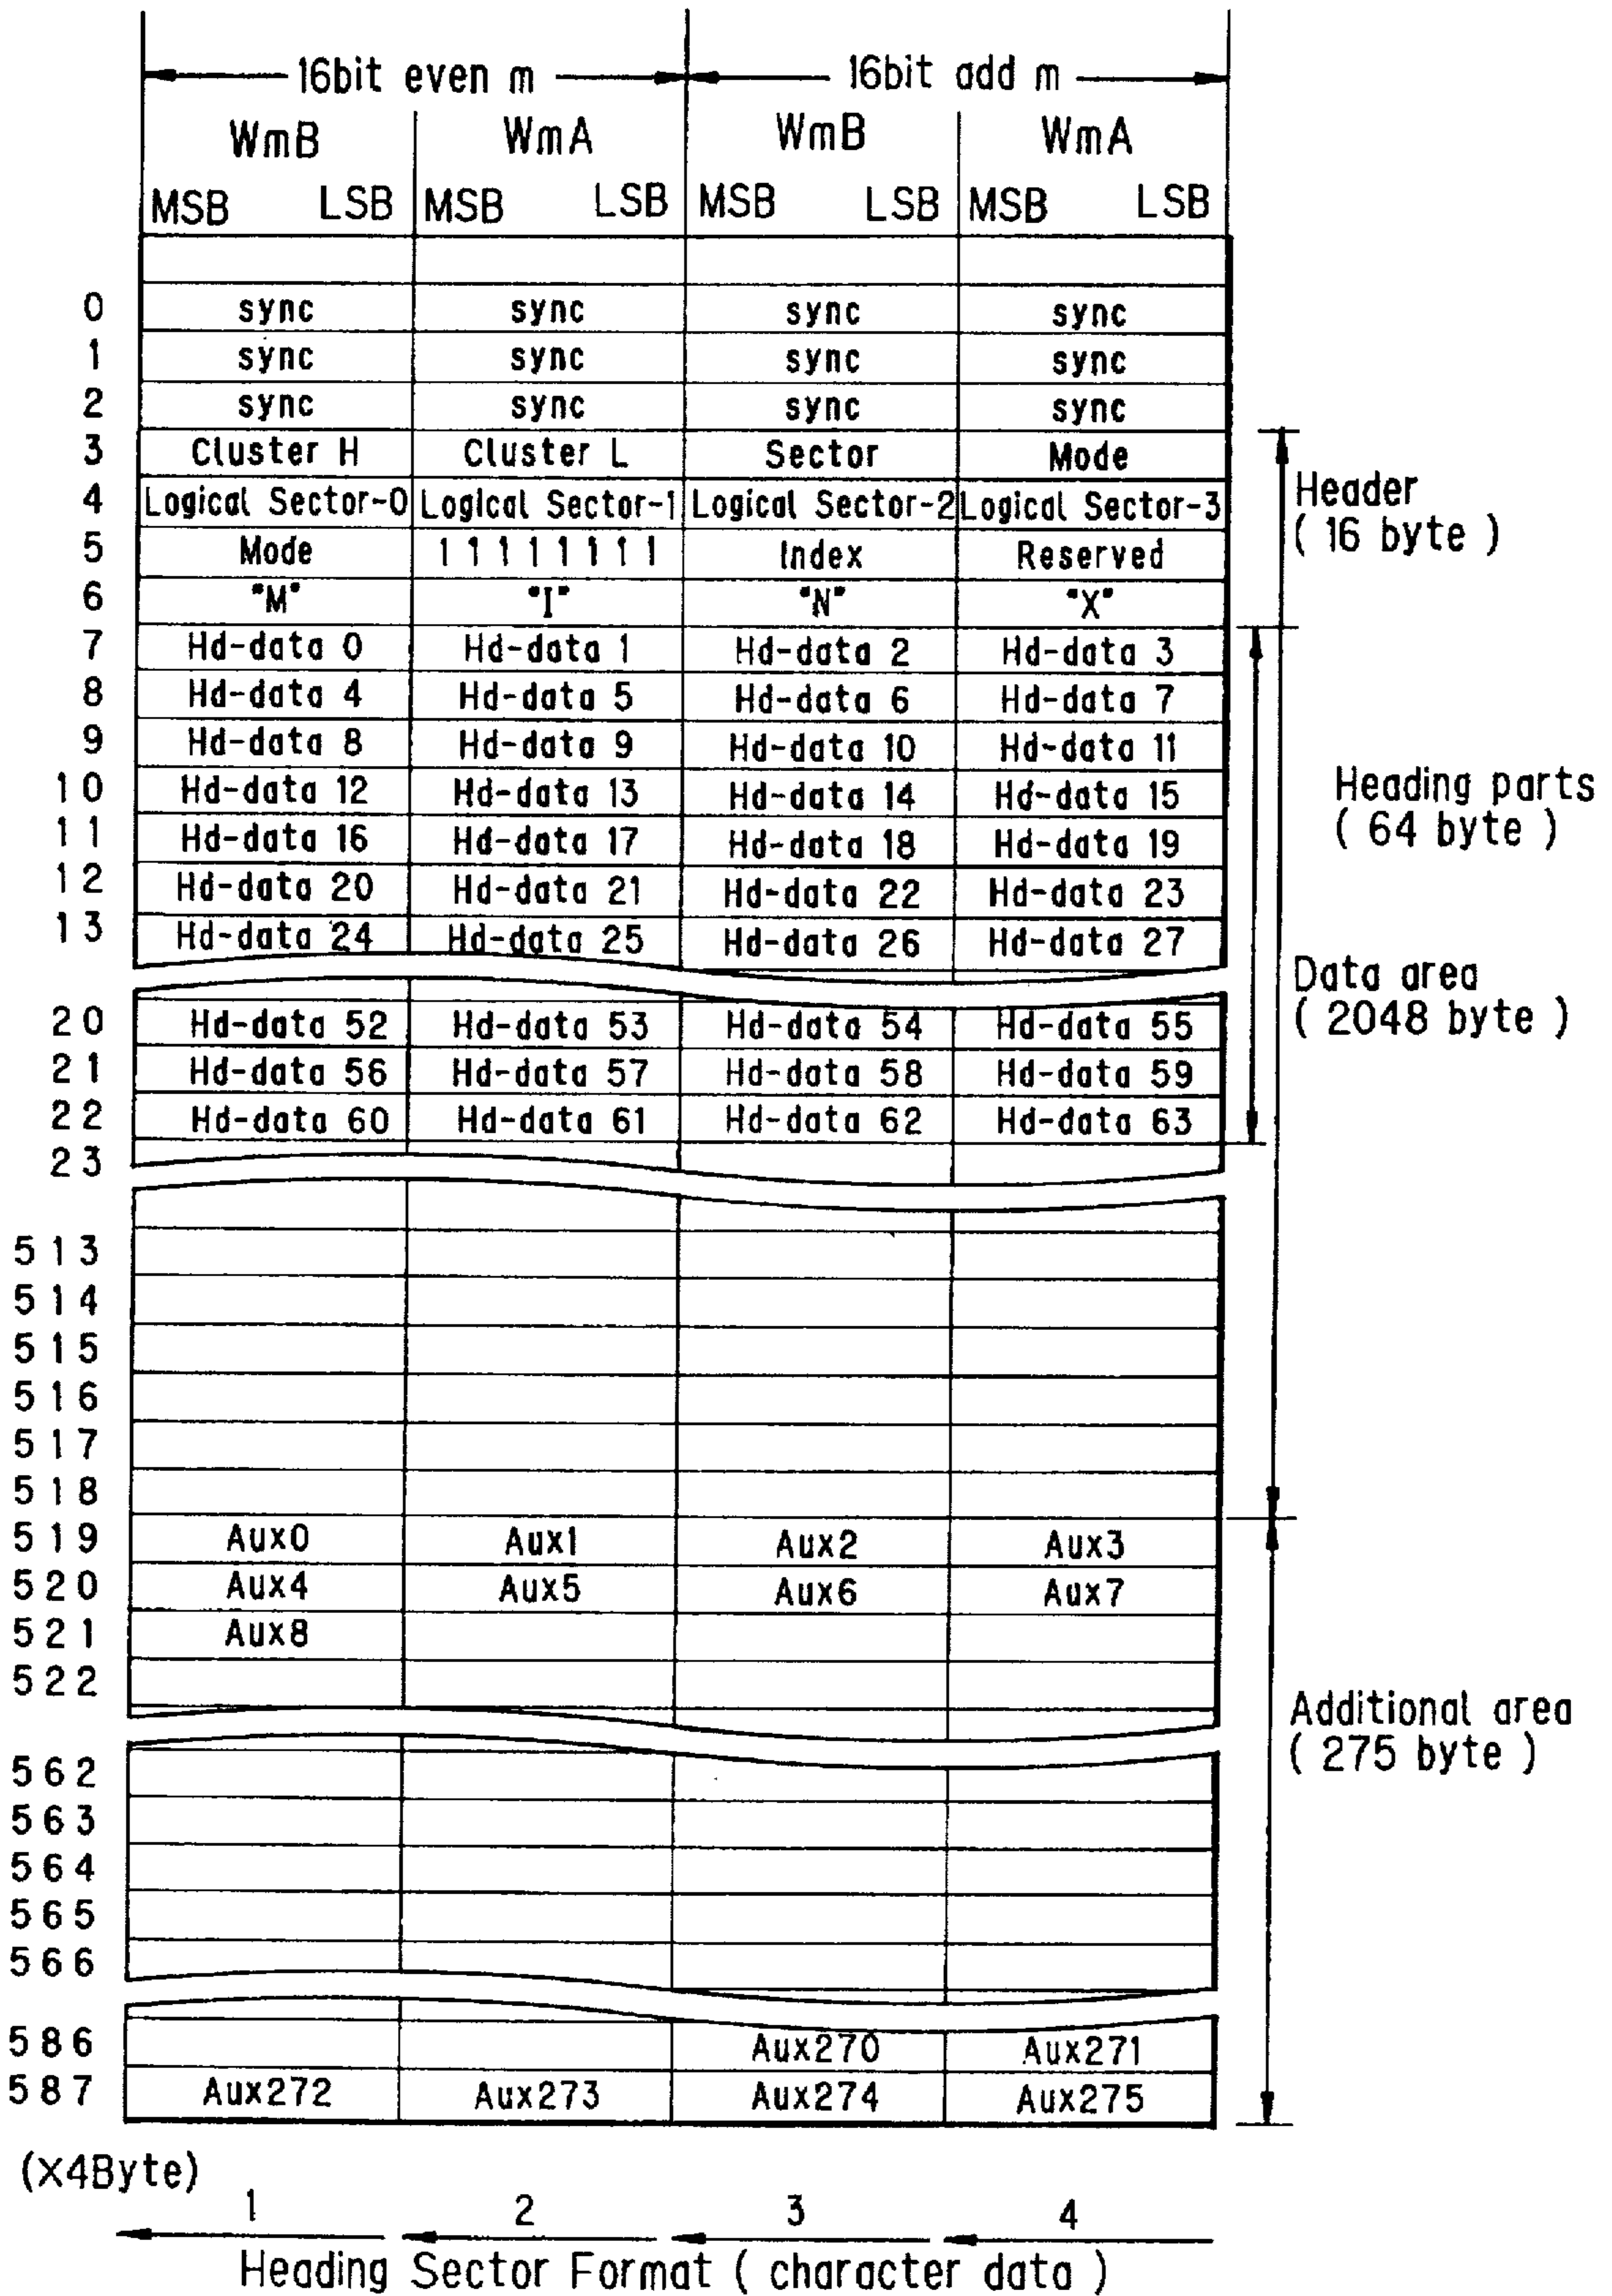 16bit even m 16bit add m
WmB WmA WmB WmA
MSB LSB MSB LSB MSB LSB MSB LSB
0 sync sync sync sync
1 sync sync sync sync
2 sync sync sync sync
3 Cluster H Cluster L Sector Mode
4 Logical Sector-0 Logical Sector-1 Logical Sector-2 Logical Sector-3
Header
( 16 byte )
5 Mode 1 1 1 1 1 1 1 1 Index Reserved
6 "M" "I" "N" "X"
7 Hd-data 0 Hd-data 1 Hd-data 2 Hd-data 3
8 Hd-data 4 Hd-data 5 Hd-data 6 Hd-data 7
9 Hd-data 8 Hd-data 9 Hd-data 10 Hd-data 11
10 Hd-data 12 Hd-data 13 Hd-data 14 Hd-data 15
Heading parts
( 64 byte )
11 Hd-data 16 Hd-data 17 Hd-data 18 Hd-data 19
12 Hd-data 20 Hd-data 21 Hd-data 22 Hd-data 23
13 Hd-data 24 Hd-data 25 Hd-data 26 Hd-data 27
Data area
( 2048 byte )
20 Hd-data 52 Hd-data 53 Hd-data 54 Hd-data 55
21 Hd-data 56 Hd-data 57 Hd-data 58 Hd-data 59
22 Hd-data 60 Hd-data 61 Hd-data 62 Hd-data 63
23
513
514
515
516
517
518
519 Aux0 Aux1 Aux2 Aux3
520 Aux4 Aux5 Aux6 Aux7
521 Aux8
522
Additional area
( 275 byte )
562
563
564
565
566
586 Aux270 Aux271
587 Aux272 Aux273 Aux274 Aux275
(×4Byte)
1 2 3 4
Heading Sector Format ( character data )